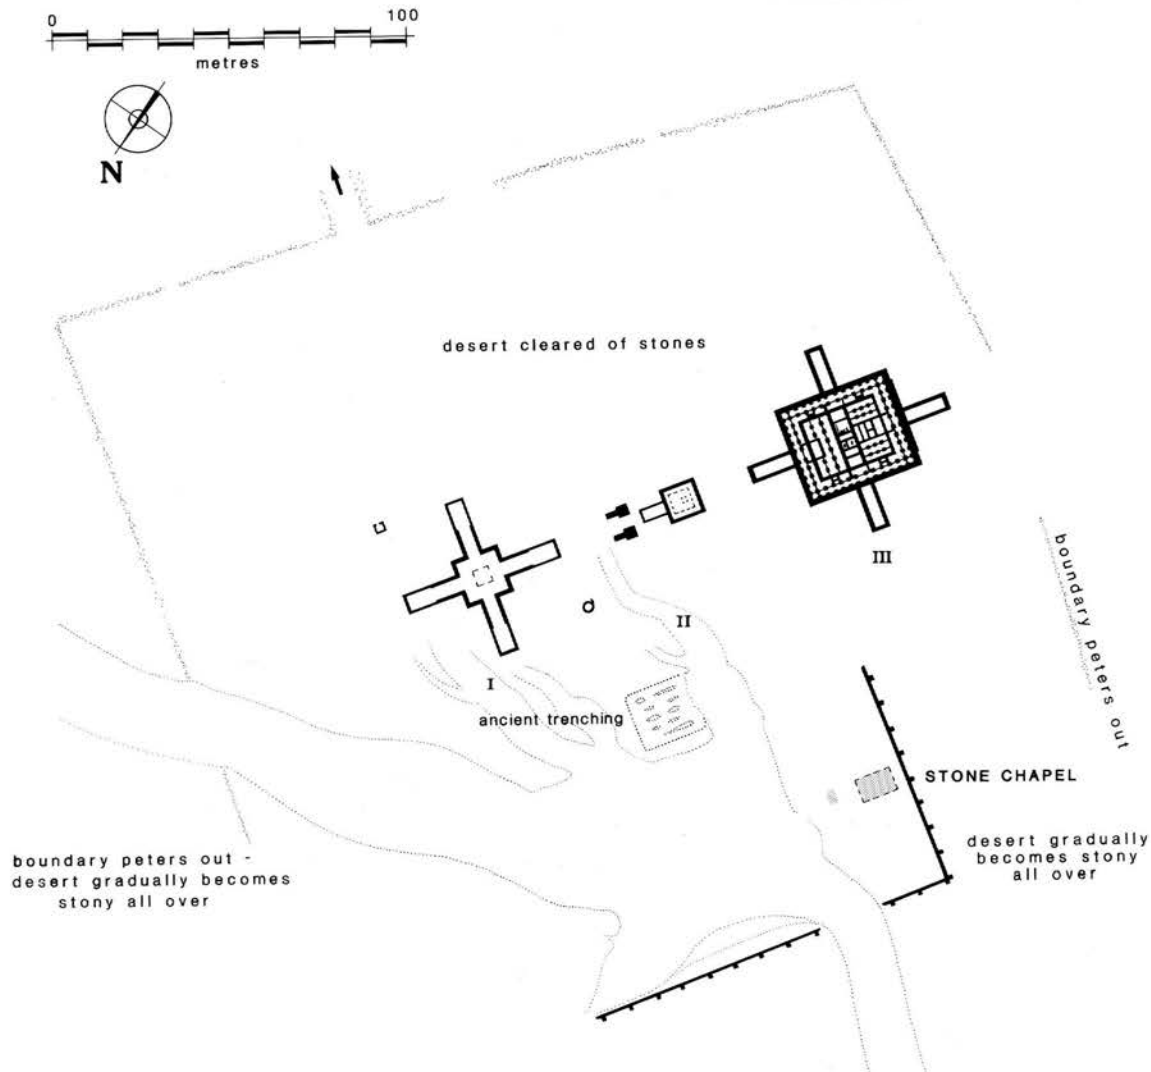 0 100
metres
N
desert cleared of stones
III
II
I
ancient trenching
boundary peters out
STONE CHAPEL
desert gradually
becomes stony
all over
boundary peters out -
desert gradually becomes
stony all over